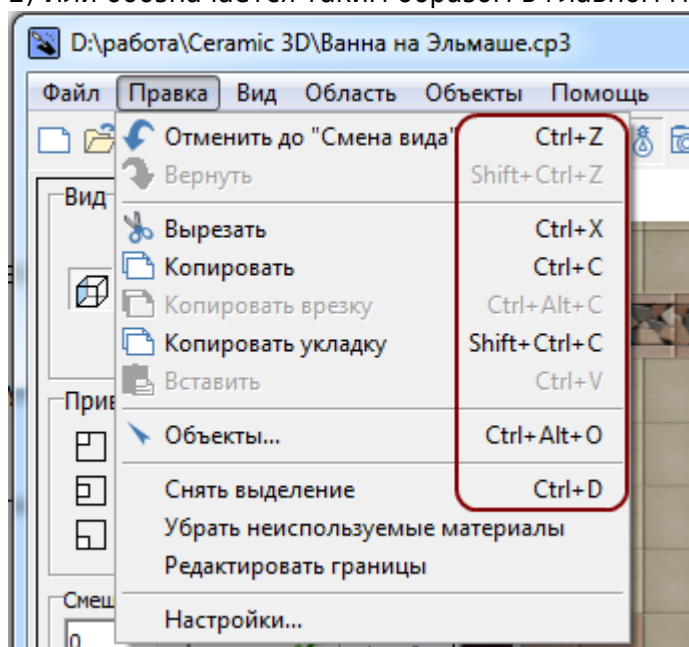 D:\работа\Ceramic 3D\Ванна на Эльмаше.cp3
Файл Правка Вид Область Объекты Помощь
Отменить до "Смена вида" Ctrl+Z
Вернуть Shift+Ctrl+Z
Вид
Вырезать Ctrl+X
Копировать Ctrl+C
Копировать врезку Ctrl+Alt+C
Копировать укладку Shift+Ctrl+C
Вставить Ctrl+V
Прив
Объекты... Ctrl+Alt+O
Снять выделение Ctrl+D
Убрать неиспользуемые материалы
Редактировать границы
Смещ
Настройки...
0